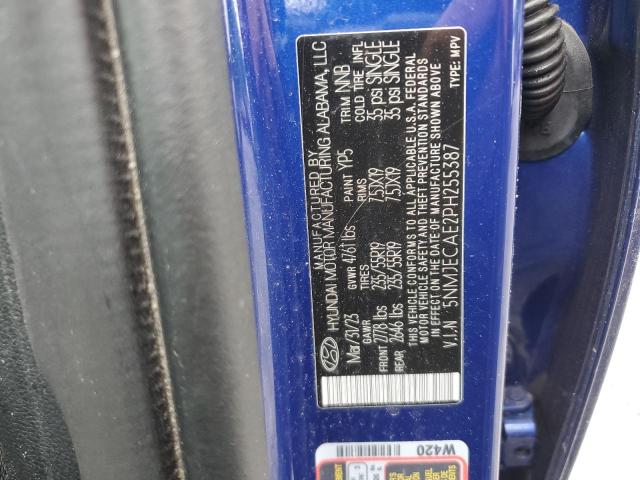 MANUFACTURED BY
HYUNDAI MOTOR MANUFACTURING ALABAMA, LLC
Mar/31/23 GVWR 4761 lbs PAINT YP5 TRIM NNB
GAWR TIRES RIMS COLD TIRE INFL
FRONT 2778 lbs 235/55R19 7.5JX19 35 psi SINGLE
REAR 2646 lbs 235/55R19 7.5JX19 35 psi SINGLE
THIS VEHICLE CONFORMS TO ALL APPLICABLE U.S.A. FEDERAL
MOTOR VEHICLE SAFETY AND THEFT PREVENTION STANDARDS
IN EFFECT ON THE DATE OF MANUFACTURE SHOWN ABOVE
V.I.N 5NMJECAE2PH255387 TYPE: MPV
W420